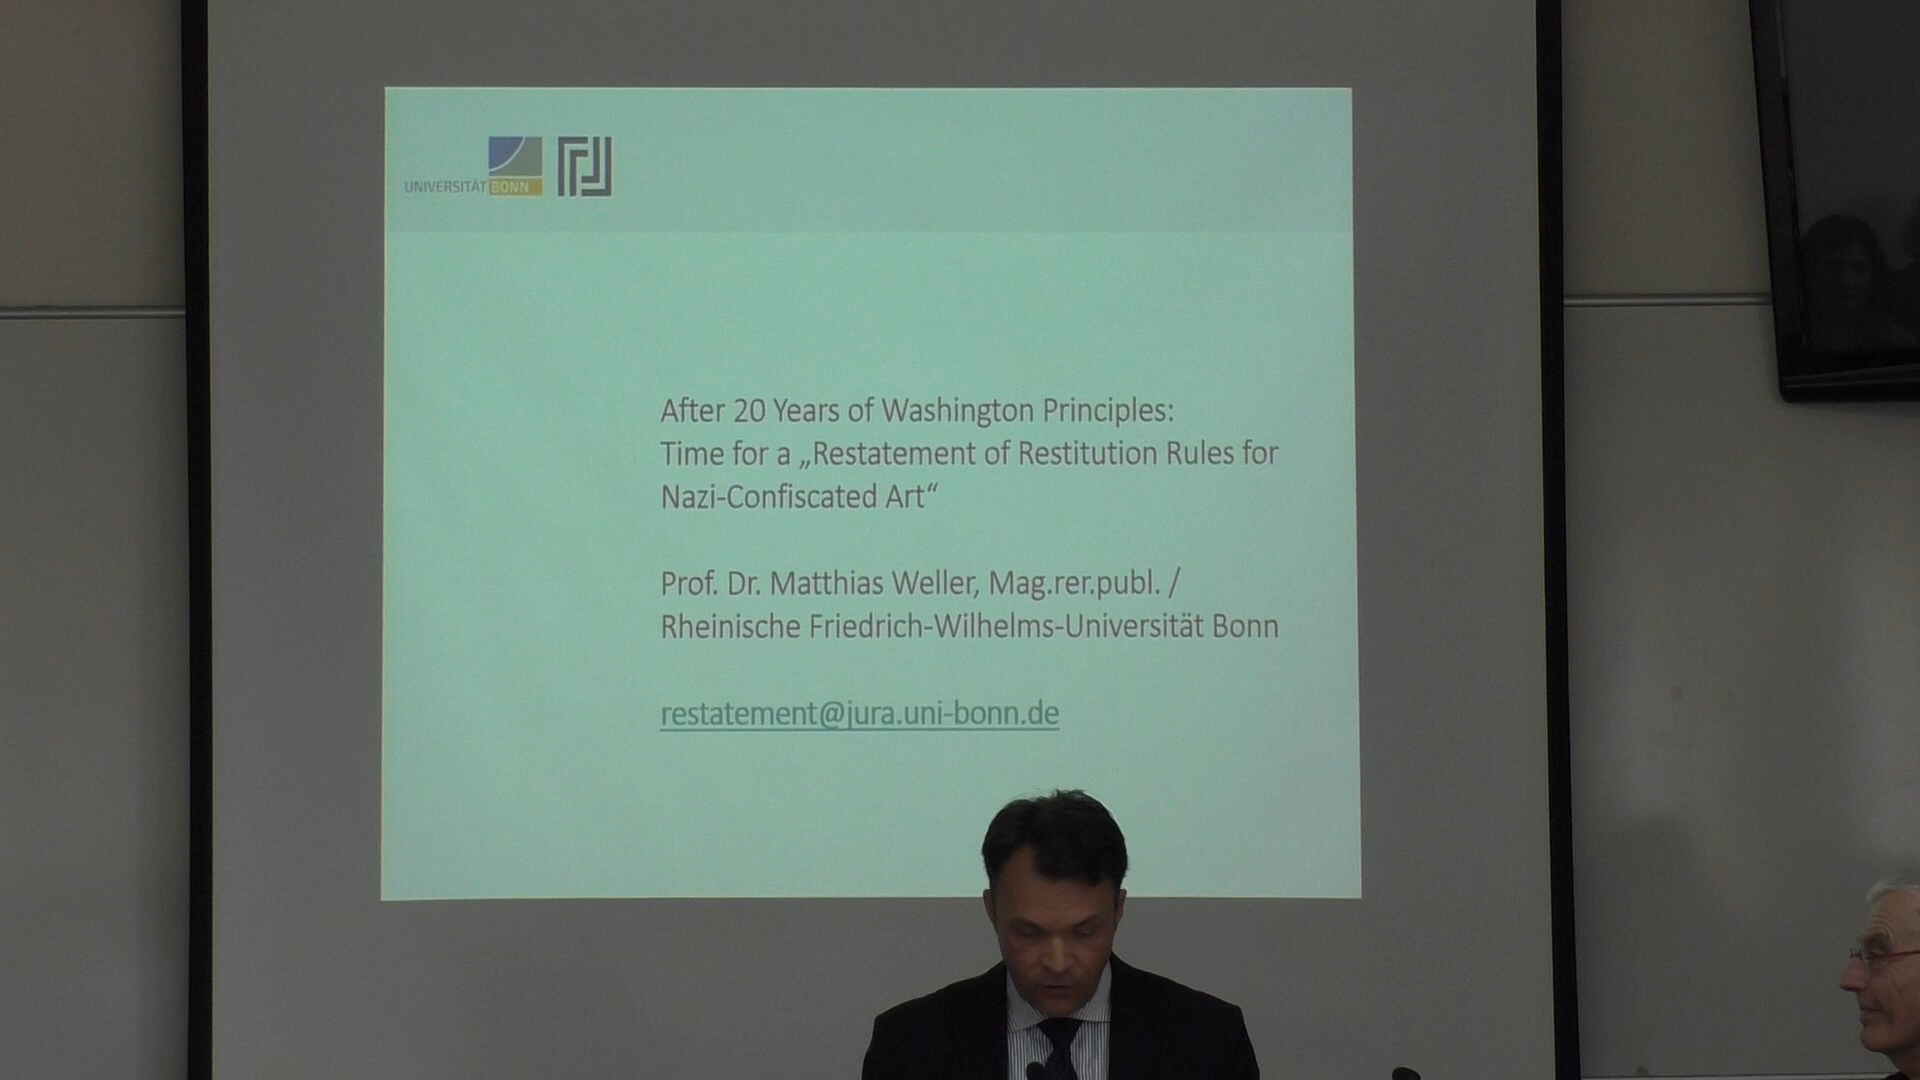 UNIVERSITÄT BONN
After 20 Years of Washington Principles:
Time for a „Restatement of Restitution Rules for
Nazi-Confiscated Art“
Prof. Dr. Matthias Weller, Mag.rer.publ. /
Rheinische Friedrich-Wilhelms-Universität Bonn
restatement@jura.uni-bonn.de